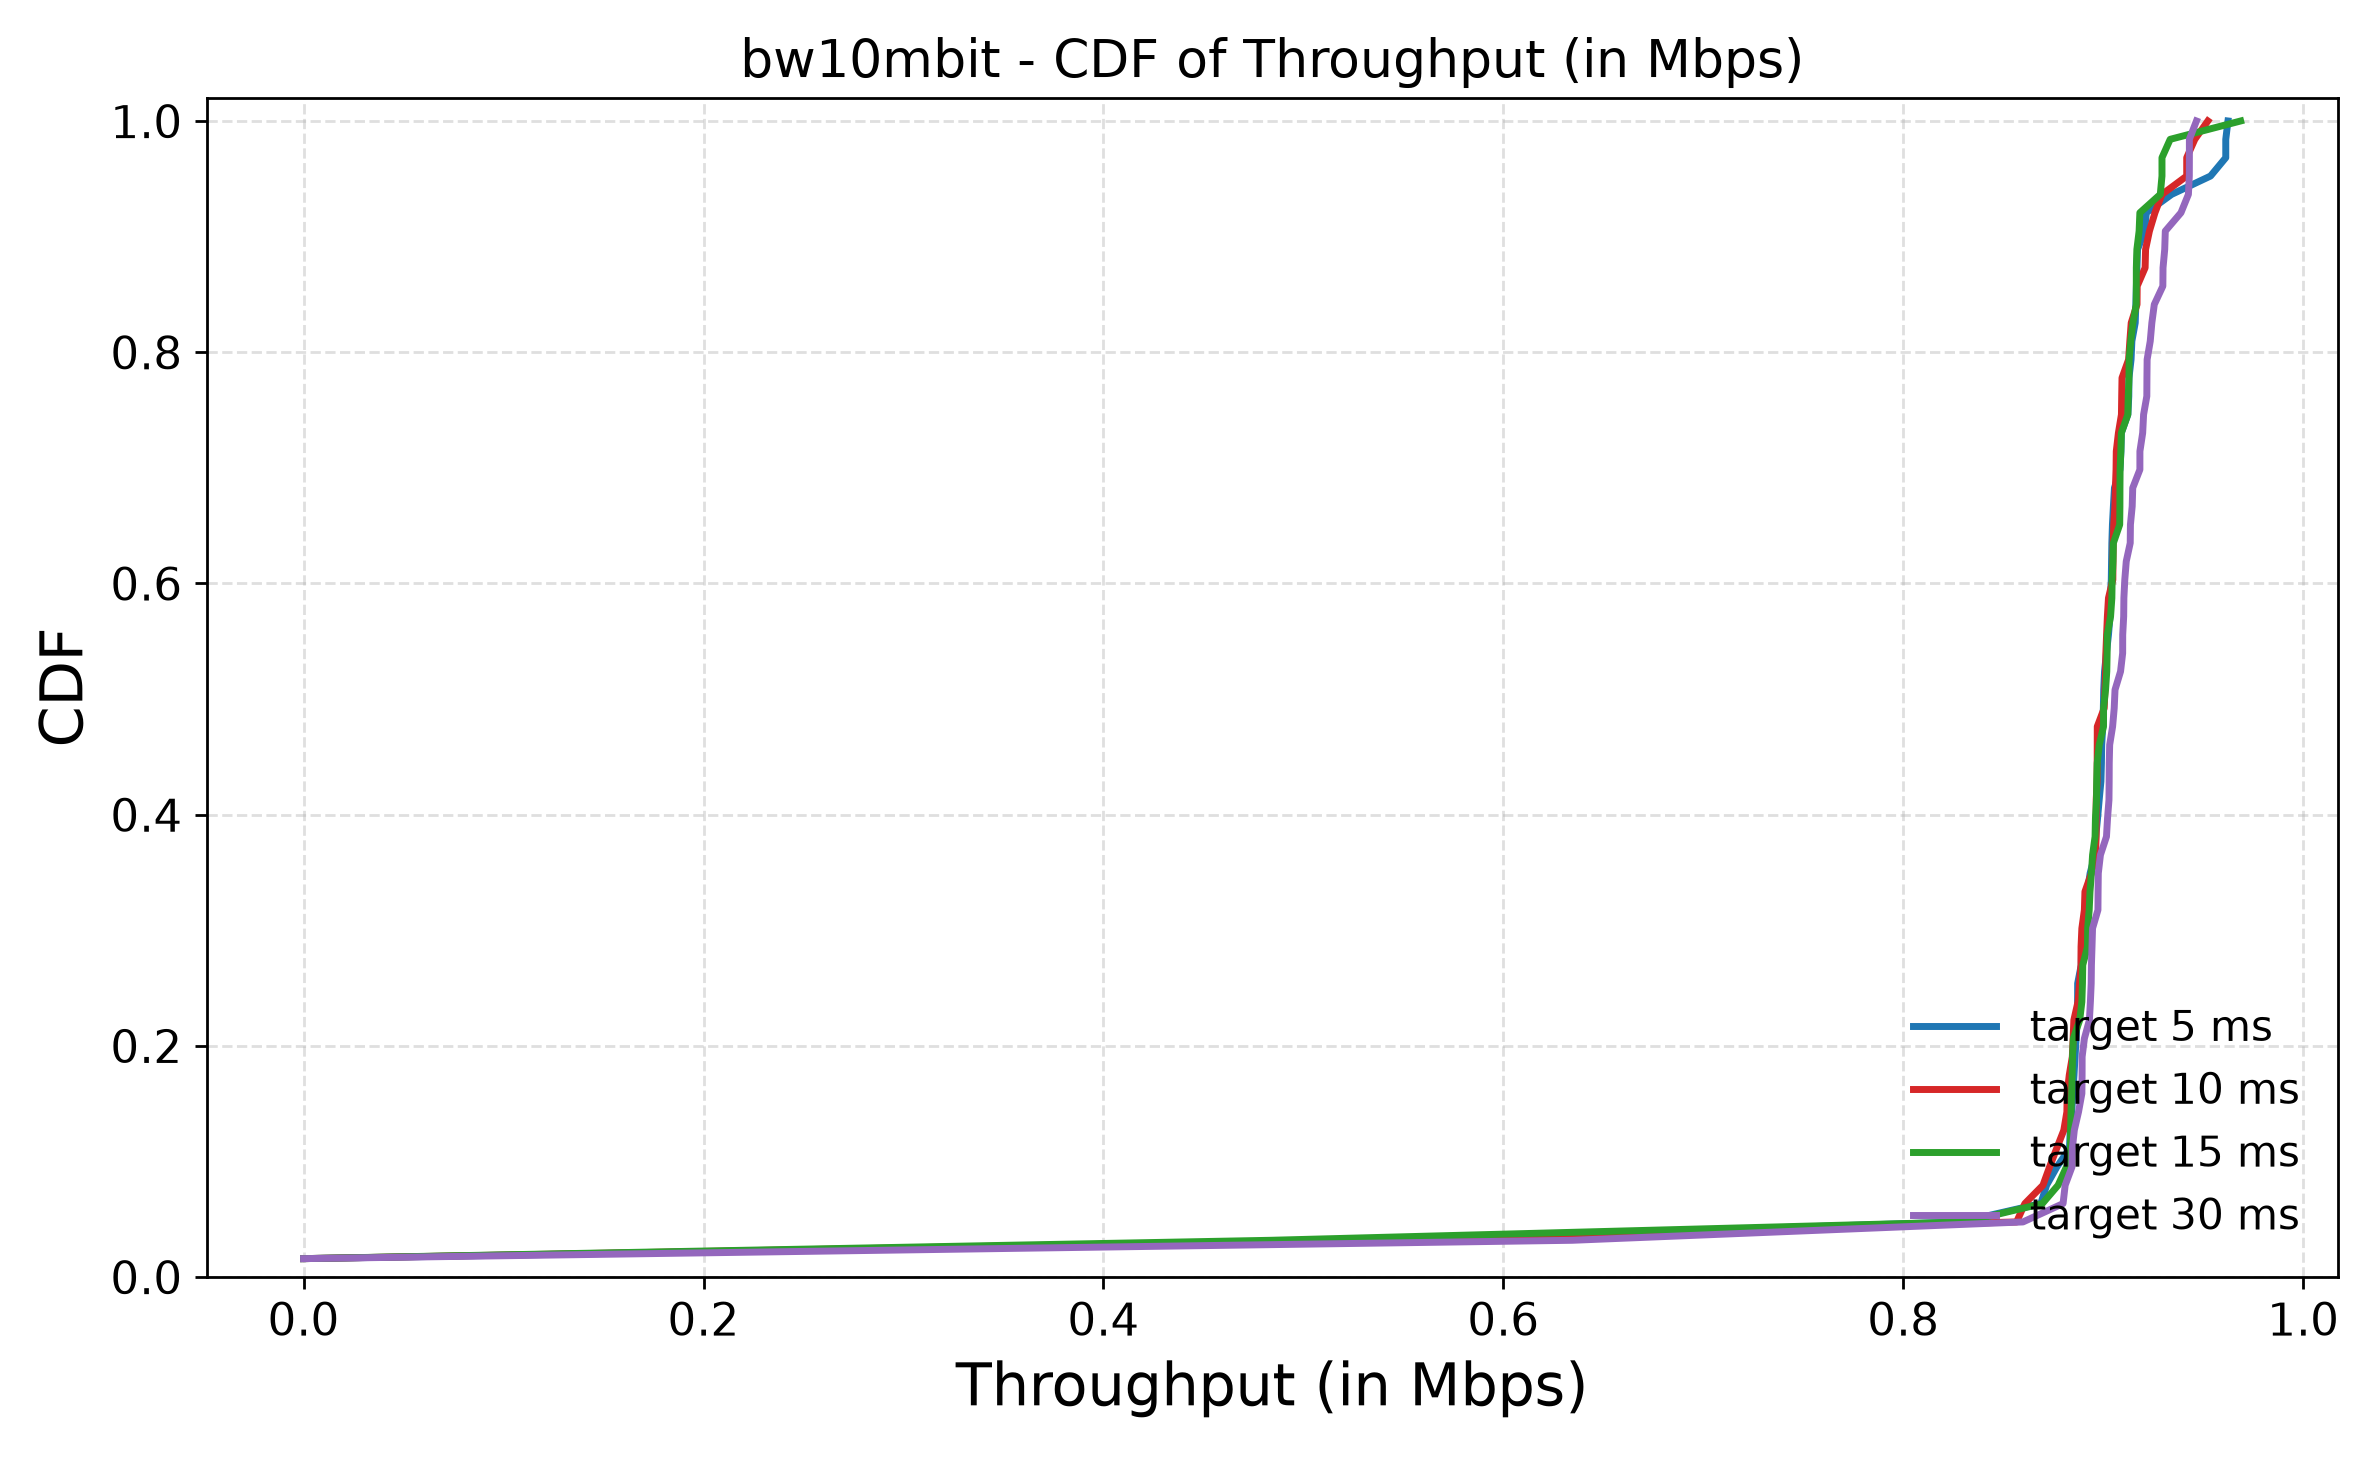 bw10mbit - CDF of Throughput (in Mbps)
1.0
0.8
0.6
0.4
0.2
0.0
CDF
target 5 ms
target 10 ms
target 15 ms
target 30 ms
0.0 0.2 0.4 0.6 0.8 1.0
Throughput (in Mbps)